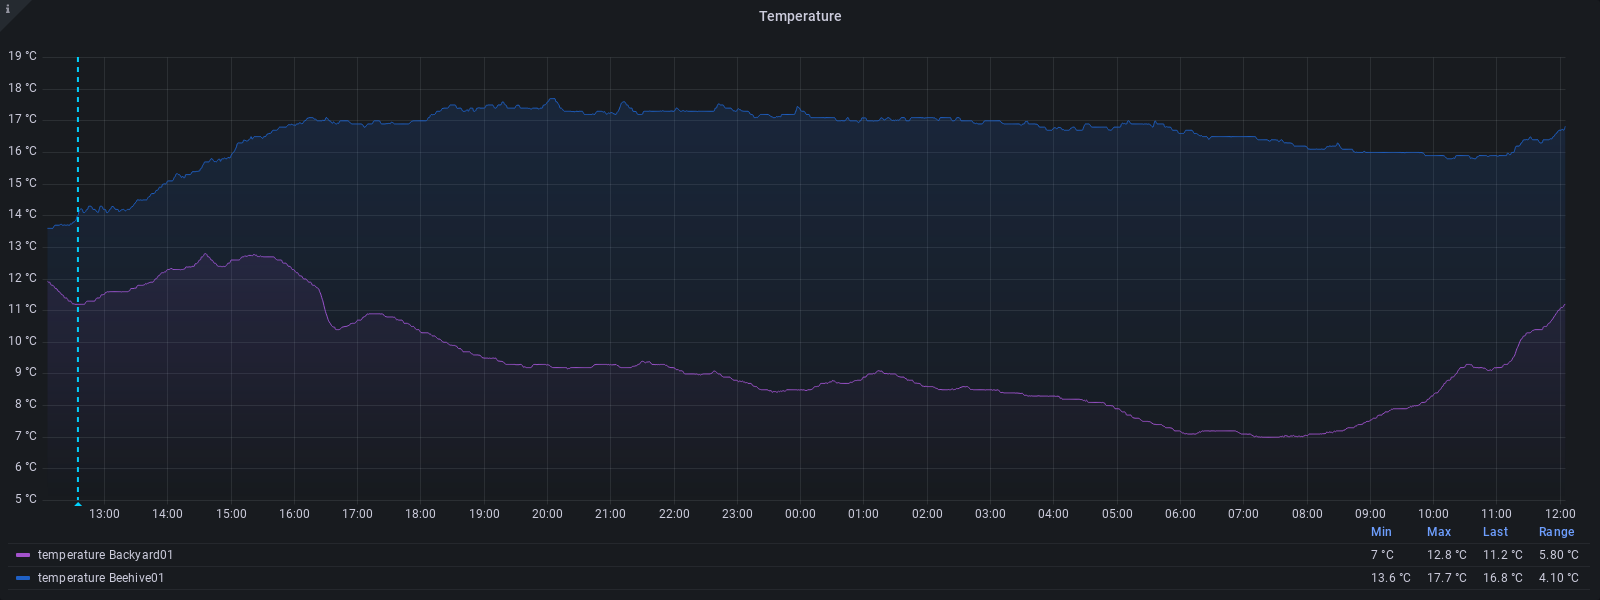 i
Temperature
19 °C
18 °C
17 °C
16 °C
15 °C
14 °C
13 °C
12 °C
11 °C
10 °C
9 °C
8 °C
7 °C
6 °C
5 °C
13:00 14:00 15:00 16:00 17:00 18:00 19:00 20:00 21:00 22:00 23:00 00:00 01:00 02:00 03:00 04:00 05:00 06:00 07:00 08:00 09:00 10:00 11:00 12:00
Min Max Last Range
temperature Backyard01 7 °C 12.8 °C 11.2 °C 5.80 °C
temperature Beehive01 13.6 °C 17.7 °C 16.8 °C 4.10 °C